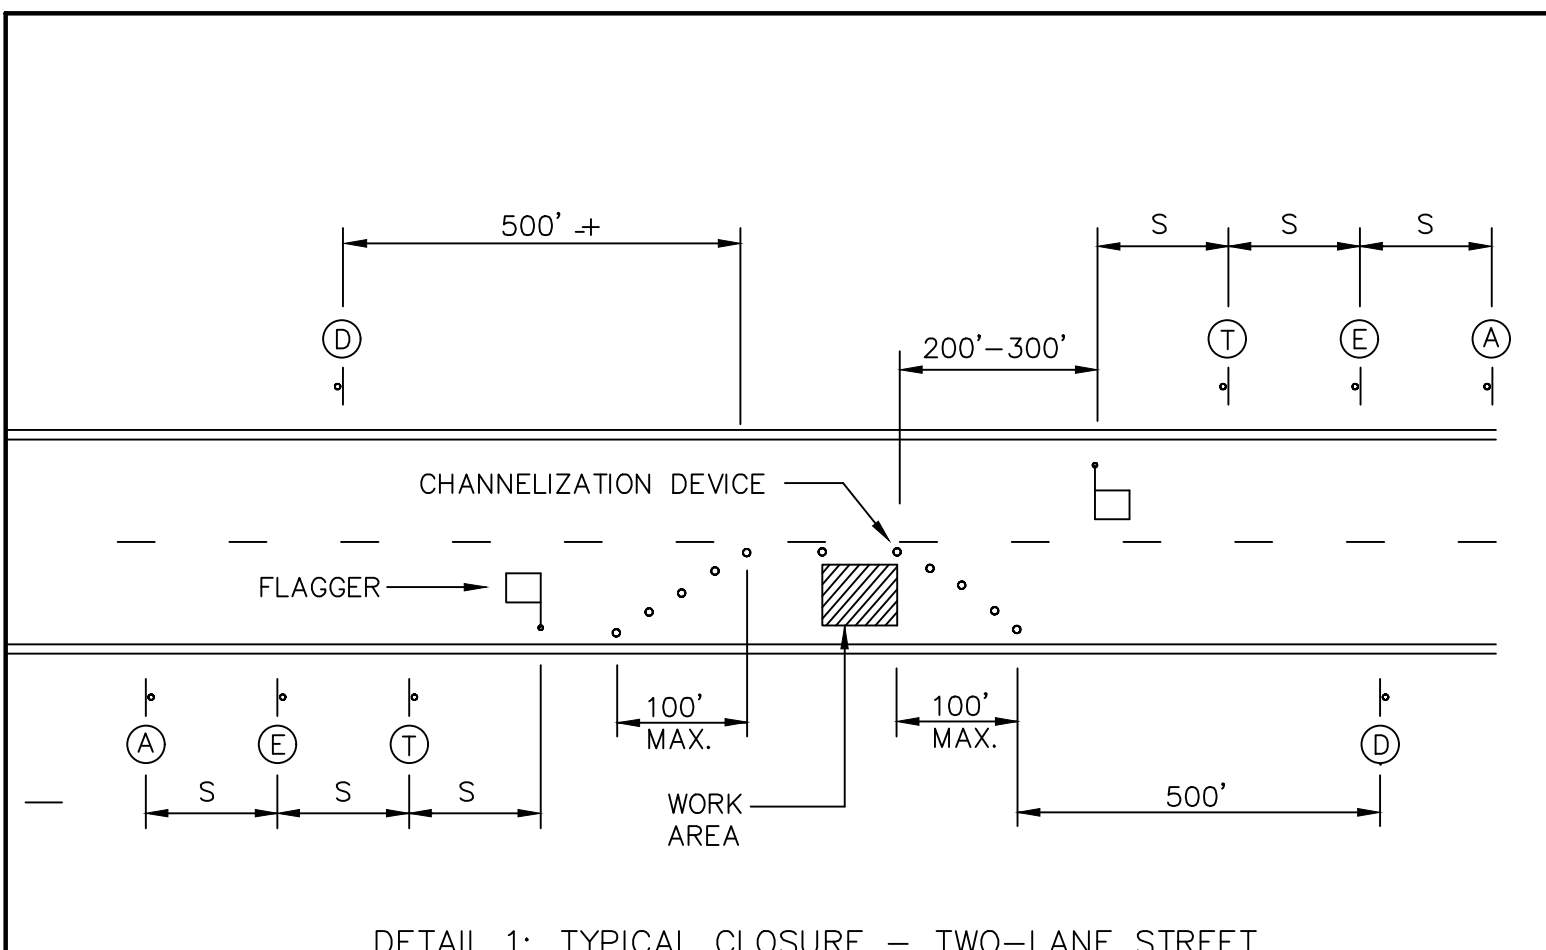 500' -+
S S S
D
200'-300'
T E A
CHANNELIZATION DEVICE
FLAGGER
100'
MAX.
100'
MAX.
A E T
D
S S S
WORK
AREA
500'
DETAIL 1: TYPICAL CLOSURE – TWO-LANE STREET